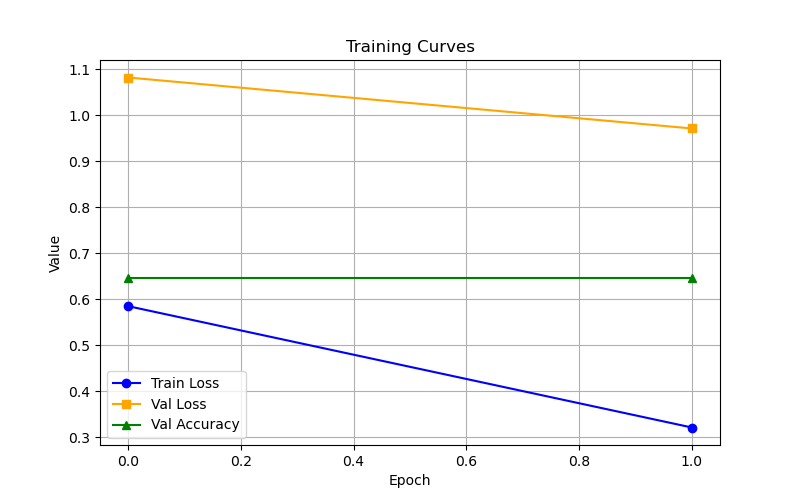 Training Curves
1.1
1.0
0.9
0.8
0.7
0.6
0.5
0.4
0.3
Value
Train Loss
Val Loss
Val Accuracy
0.0 0.2 0.4 0.6 0.8 1.0
Epoch